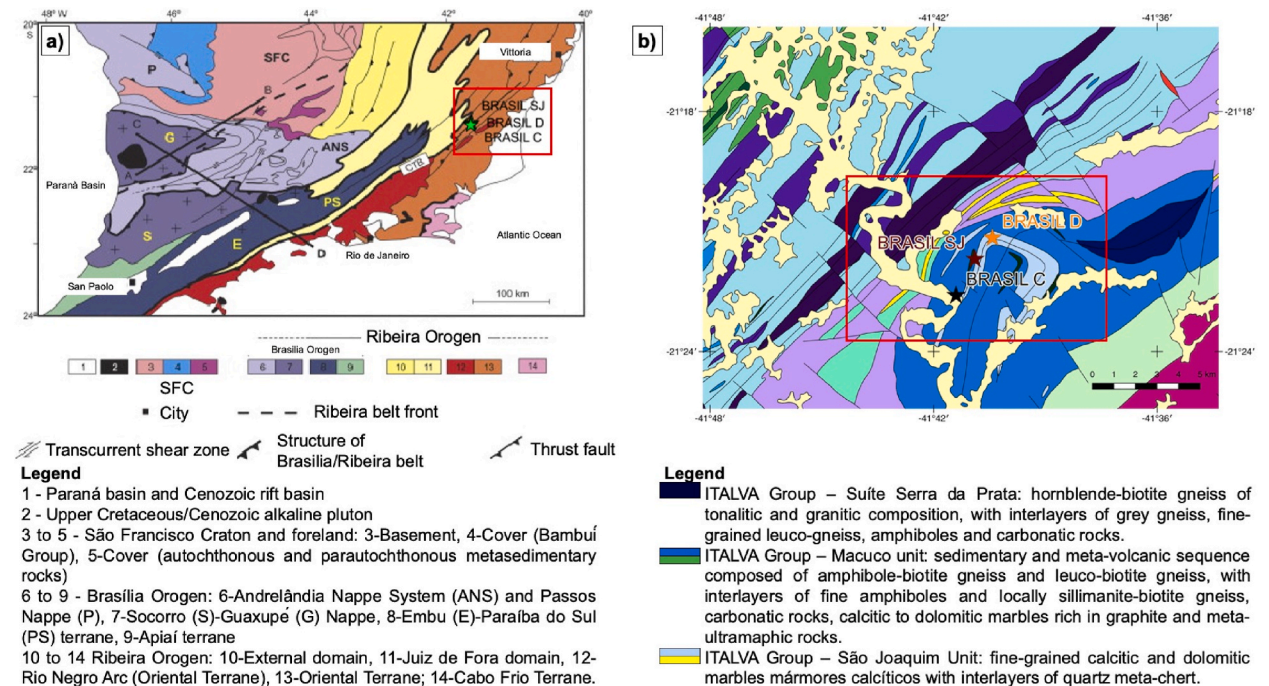 48° W
46°
44°
42°
40°
20°
S
a)
P
SFC
B
Vittoria
BRASIL SJ
BRASIL D
BRASIL C
C
G
ANS
22°
A
CTB
Paranà Basin
PS
S
E
Atlantic Ocean
D
Rio de Janeiro
San Paolo
100 km
24°
Ribeira Orogen
Brasilia Orogen
1 2 3 4 5 6 7 8 9 10 11 12 13 14
SFC
City
Ribeira belt front
Transcurrent shear zone
Structure of
Brasilia/Ribeira belt
Thrust fault
Legend
1 - Paraná basin and Cenozoic rift basin
2 - Upper Cretaceous/Cenozoic alkaline pluton
3 to 5 - São Francisco Craton and foreland: 3-Basement, 4-Cover (Bambuí
Group), 5-Cover (autochthonous and parautochthonous metasedimentary
rocks)
6 to 9 - Brasília Orogen: 6-Andrelândia Nappe System (ANS) and Passos
Nappe (P), 7-Socorro (S)-Guaxupé (G) Nappe, 8-Embu (E)-Paraíba do Sul
(PS) terrane, 9-Apiaí terrane
10 to 14 Ribeira Orogen: 10-External domain, 11-Juiz de Fora domain, 12-
Rio Negro Arc (Oriental Terrane), 13-Oriental Terrane; 14-Cabo Frio Terrane.
b)
-41°48'
-41°42'
-41°36'
-21°18'
-21°18'
BRASIL D
BRASIL SJ
BRASIL C
-21°24'
-21°24'
0 1 2 3 4 5 km
-41°48'
-41°42'
-41°36'
Legend
ITALVA Group – Suíte Serra da Prata: hornblende-biotite gneiss of
tonalitic and granitic composition, with interlayers of grey gneiss, fine-
grained leuco-gneiss, amphiboles and carbonatic rocks.
ITALVA Group – Macuco unit: sedimentary and meta-volcanic sequence
composed of amphibole-biotite gneiss and leuco-biotite gneiss, with
interlayers of fine amphiboles and locally sillimanite-biotite gneiss,
carbonatic rocks, calcitic to dolomitic marbles rich in graphite and meta-
ultramaphic rocks.
ITALVA Group – São Joaquim Unit: fine-grained calcitic and dolomitic
marbles mármores calcíticos with interlayers of quartz meta-chert.